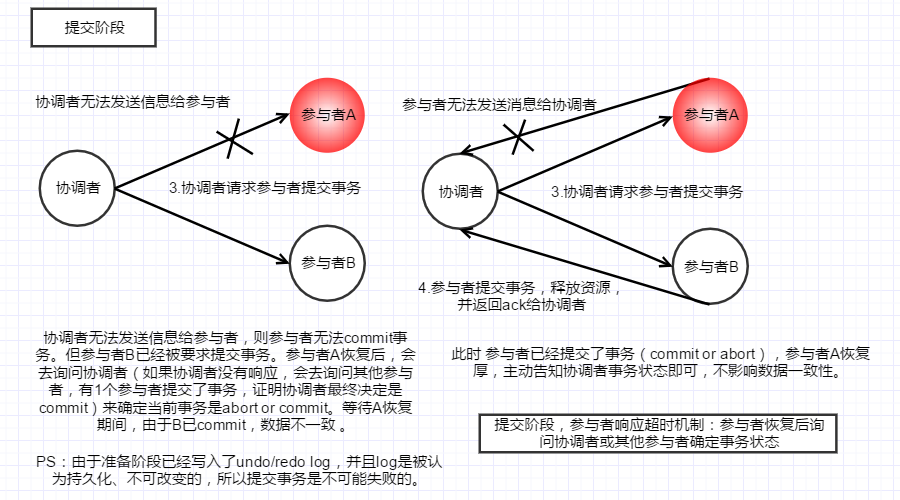 提交阶段
协调者无法发送信息给参与者
参与者A
协调者
3.协调者请求参与者提交事务
参与者B
协调者无法发送信息给参与者，则参与者无法commit事
务。但参与者B已经被要求提交事务。参与者A恢复后，会
去询问协调者（如果协调者没有响应，会去询问其他参与
者，有1个参与者提交了事务，证明协调者最终决定是
commit）来确定当前事务是abort or commit。等待A恢复
期间，由于B已commit，数据不一致 。
PS：由于准备阶段已经写入了undo/redo log，并且log是被认
为持久化、不可改变的，所以提交事务是不可能失败的。
参与者无法发送消息给协调者
参与者A
协调者
3.协调者请求参与者提交事务
参与者B
4.参与者提交事务，释放资源，
并返回ack给协调者
此时 参与者已经提交了事务（commit or abort），参与者A恢复
厚，主动告知协调者事务状态即可，不影响数据一致性。
提交阶段，参与者响应超时机制：参与者恢复后询
问协调者或其他参与者确定事务状态